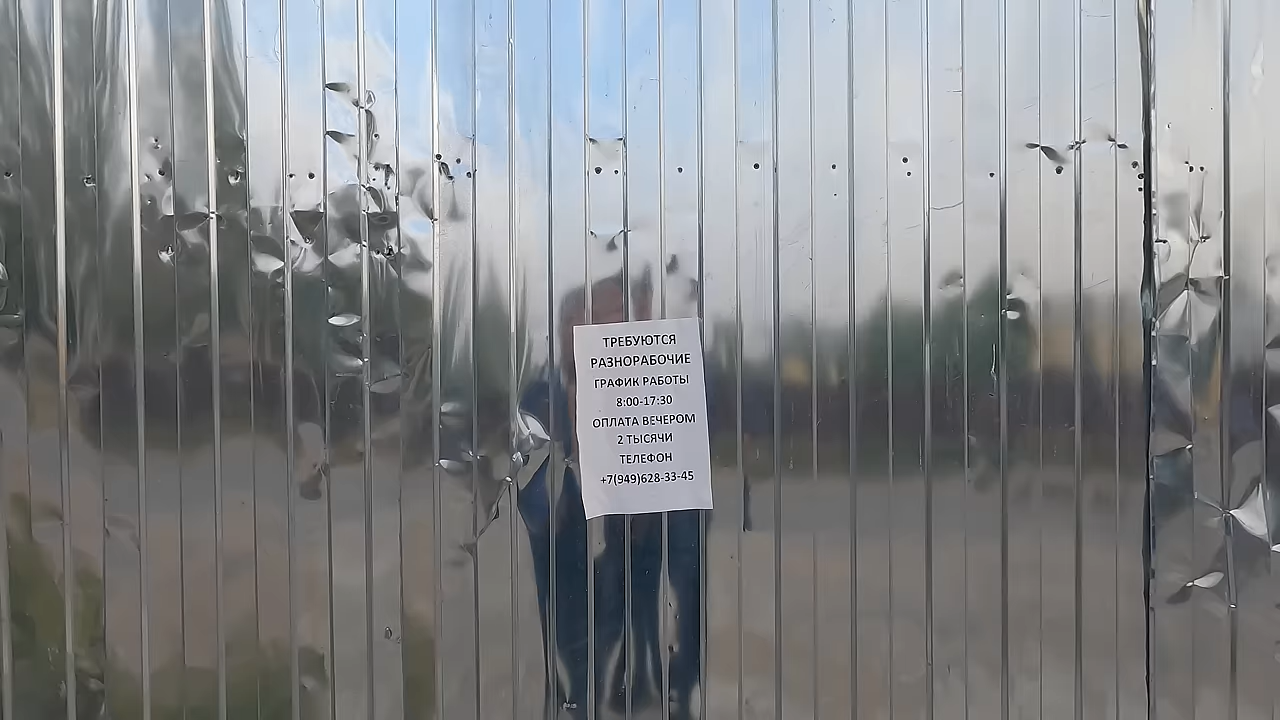 ТРЕБУЮТСЯ
РАЗНОРАБОЧИЕ
ГРАФИК РАБОТЫ
8:00-17:30
ОПЛАТА ВЕЧЕРОМ
2 ТЫСЯЧИ
ТЕЛЕФОН
+7(949)628-33-45